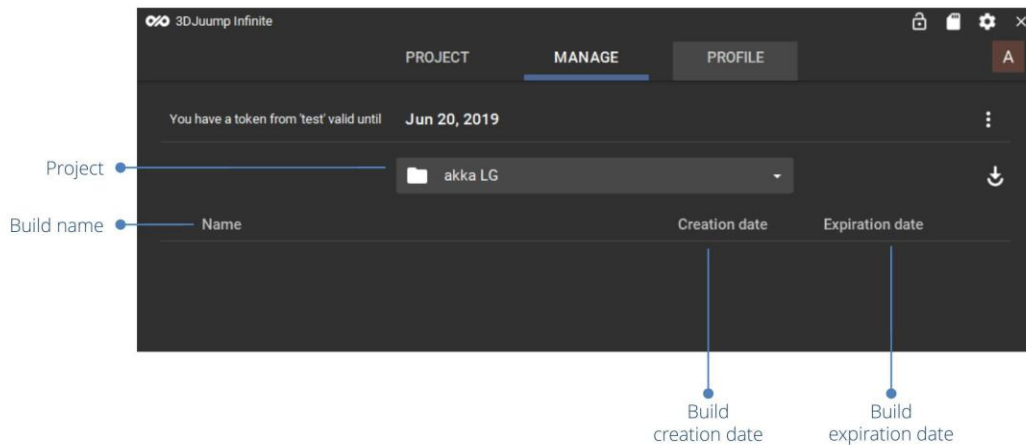 3DJuump Infinite
PROJECT MANAGE PROFILE A
You have a token from 'test' valid until Jun 20, 2019
Project akka LG
Build name Name Creation date Expiration date
Build
creation date
Build
expiration date